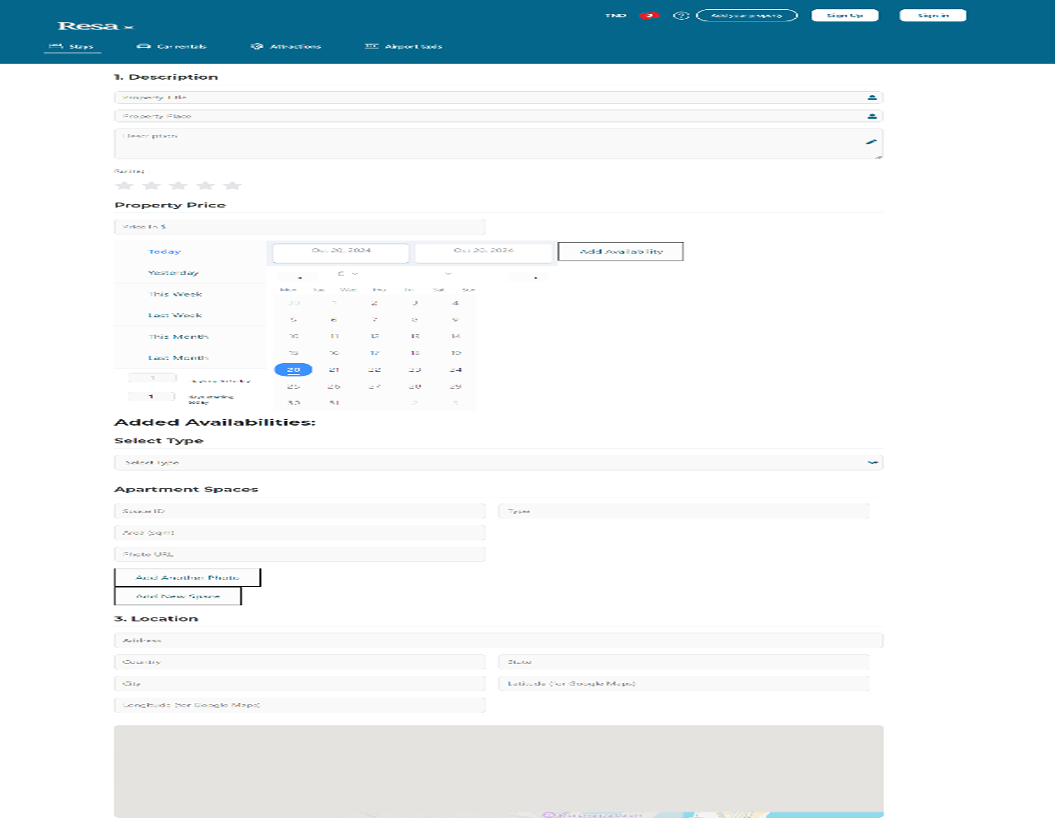 TND
Add your property
Sign Up
Sign in
Resa
Stays
Car rentals
Attractions
Airport taxis
1. Description
Property Title
Property Place
Description
Rating
Property Price
Price in $
Today
Oct 20, 2024
Oct 20, 2024
Add Availability
Yesterday
This Week
Last Week
This Month
Last Month
Mon Tue Wed Thu Fri Sat Sun
30 1 2 3 4
5 6 7 8 9
10 11 12 13 14
15 16 17 18 19
20 21 22 23 24
25 26 27 28 29
30 31 2 3
1
days starting today
Added Availabilities:
Select Type
Select Type
Apartment Spaces
Space ID
Type
Area (sqm)
Photo URL
Add Another Photo
Add New Space
3. Location
Address
Country
State
City
Latitude (for Google Maps)
Longitude (for Google Maps)